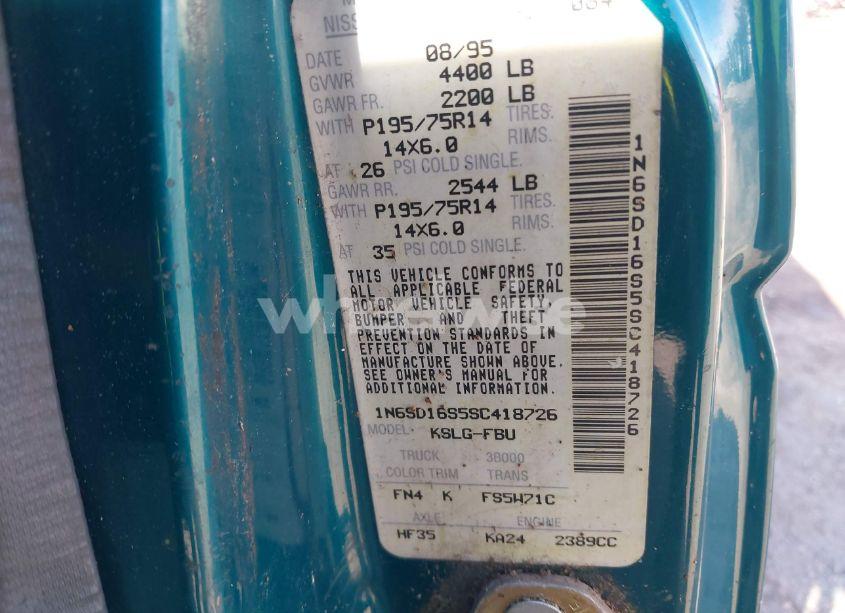 NISS
DATE 08/95
GVWR 4400 LB
GAWR FR. 2200 LB
WITH P195/75R14 TIRES.
14X6.0 RIMS.
AT 26 PSI COLD SINGLE.
GAWR RR. 2544 LB
WITH P195/75R14 TIRES.
14X6.0 RIMS.
AT 35 PSI COLD SINGLE.
THIS VEHICLE CONFORMS TO
ALL APPLICABLE FEDERAL
MOTOR VEHICLE SAFETY,
BUMPER AND THEFT
PREVENTION STANDARDS IN
EFFECT ON THE DATE OF
MANUFACTURE SHOWN ABOVE.
SEE OWNER'S MANUAL FOR
ADDITIONAL INFORMATION.
1N6SD16S5SC418726
MODEL KSLG-FBU
TRUCK 38000
COLOR TRIM TRANS
FN4 K FS5W71C
AXLE ENGINE
HF35 KA24 2389CC
1N6SD16S5SC418726